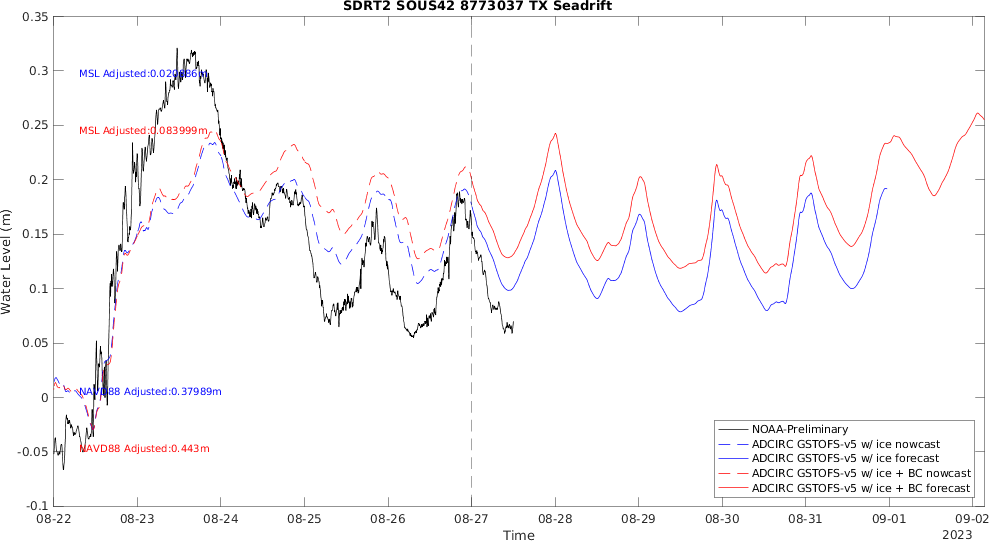 SDRT2 SOUS42 8773037 TX Seadrift
Water Level (m)
0.35
0.3
0.25
0.2
0.15
0.1
0.05
0
-0.05
-0.1
MSL Adjusted:0.020886m
MSL Adjusted:0.083999m
NAVD88 Adjusted:0.37989m
NAVD88 Adjusted:0.443m
NOAA-Preliminary
ADCIRC GSTOFS-v5 w/ ice nowcast
ADCIRC GSTOFS-v5 w/ ice forecast
ADCIRC GSTOFS-v5 w/ ice + BC nowcast
ADCIRC GSTOFS-v5 w/ ice + BC forecast
08-22 08-23 08-24 08-25 08-26 08-27 08-28 08-29 08-30 08-31 09-01 09-02
Time
2023